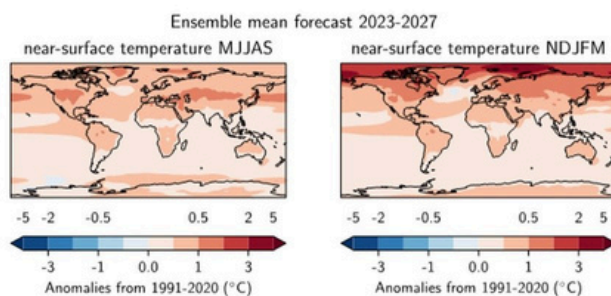 Ensemble mean forecast 2023-2027
near-surface temperature MJJAS
near-surface temperature NDJFM
-5 -2 -0.5 0.5 2 5
-3 -1 0.0 1 3
Anomalies from 1991-2020 (°C)
-5 -2 -0.5 0.5 2 5
-3 -1 0.0 1 3
Anomalies from 1991-2020 (°C)